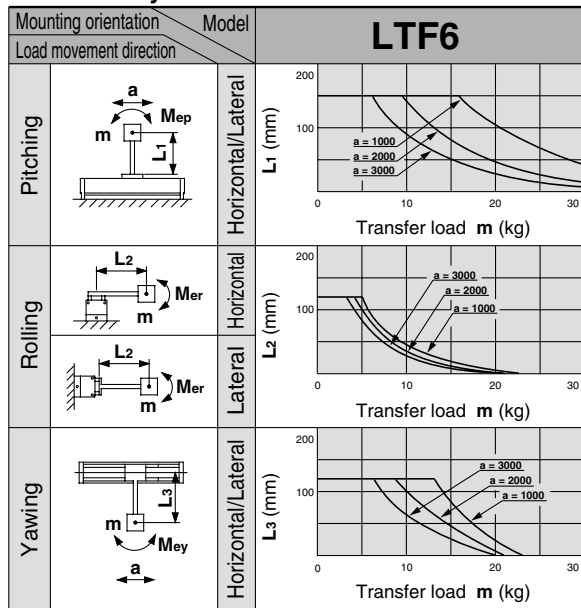 Mounting orientation
Model
Load movement direction
LTF6
Pitching
a
Mep
m
L1
Horizontal/Lateral
L1 (mm)
200
100
a = 1000
a = 2000
a = 3000
0
10
20
30
Transfer load m (kg)
Rolling
L2
Mer
m
Horizontal
L2
Mer
m
Lateral
L2 (mm)
200
100
a = 3000
a = 2000
a = 1000
0
10
20
30
Transfer load m (kg)
Yawing
L3
m
Mey
a
Horizontal/Lateral
L3 (mm)
200
100
a = 3000
a = 2000
a = 1000
0
10
20
30
Transfer load m (kg)